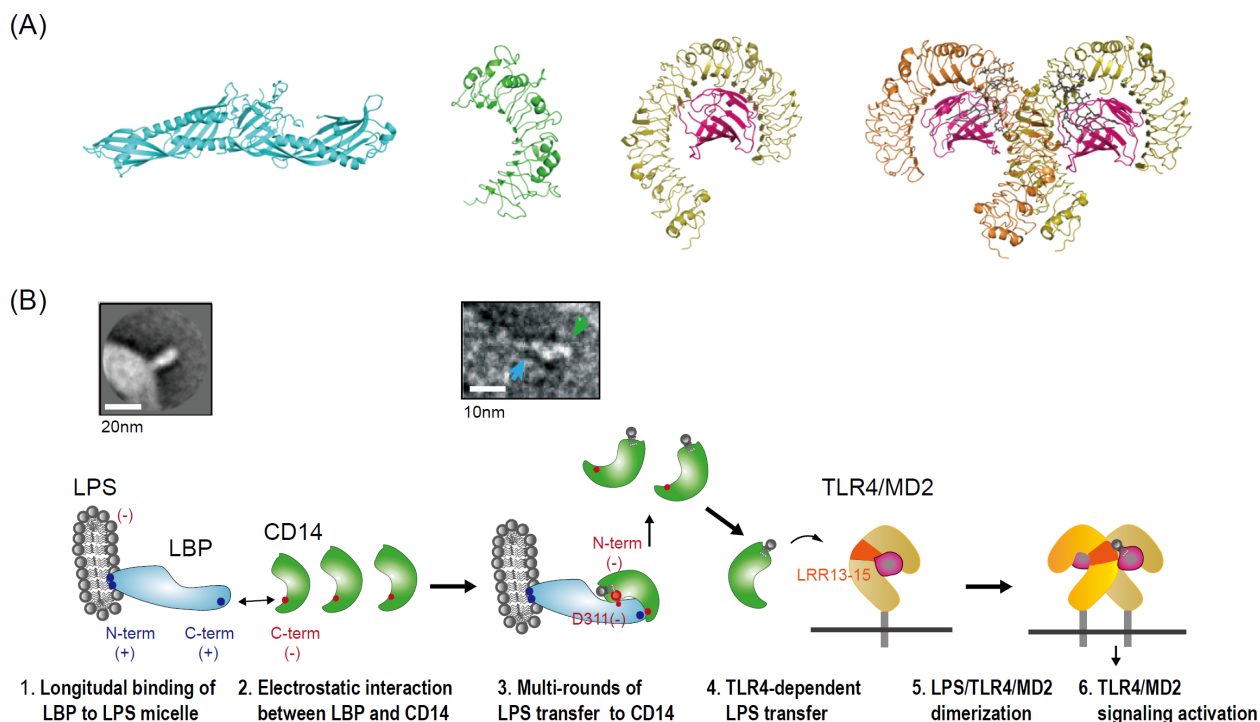 (A)
(B)
20nm
10nm
LPS
(-)
LBP
CD14
N-term
(+)
C-term
(+)
C-term
(-)
N-term
(-)
D311(-)
TLR4/MD2
LRR13-15
1. Longitudal binding of
LBP to LPS micelle
2. Electrostatic interaction
between LBP and CD14
3. Multi-rounds of
LPS transfer to CD14
4. TLR4-dependent
LPS transfer
5. LPS/TLR4/MD2
dimerization
6. TLR4/MD2
signaling activation